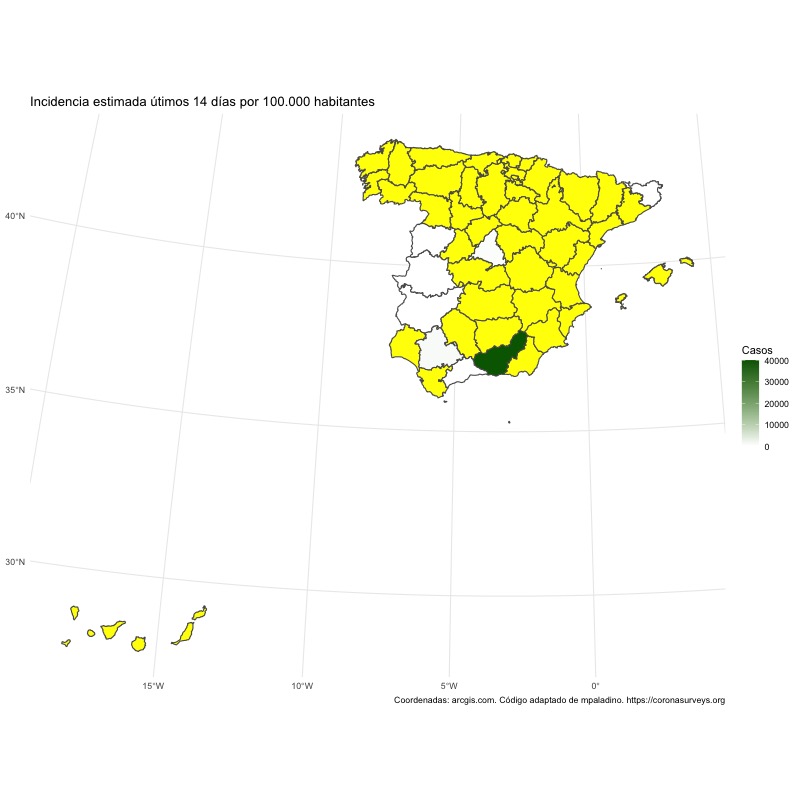 Incidencia estimada útimos 14 días por 100.000 habitantes
40°N
35°N
30°N
15°W
10°W
5°W
0°
Casos
40000
30000
20000
10000
0
Coordenadas: arcgis.com. Código adaptado de mpaladino. https://coronasurveys.org